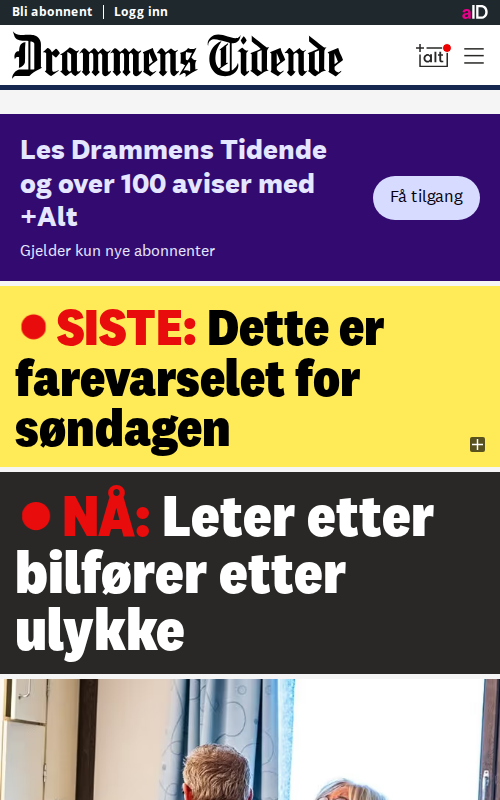 Bli abonnent | Logg inn
aID
Drammens Tidende
+alt
Les Drammens Tidende
og over 100 aviser med
+Alt
Få tilgang
Gjelder kun nye abonnenter
SISTE: Dette er
farevarselet for
søndagen
NÅ: Leter etter
bilfører etter
ulykke